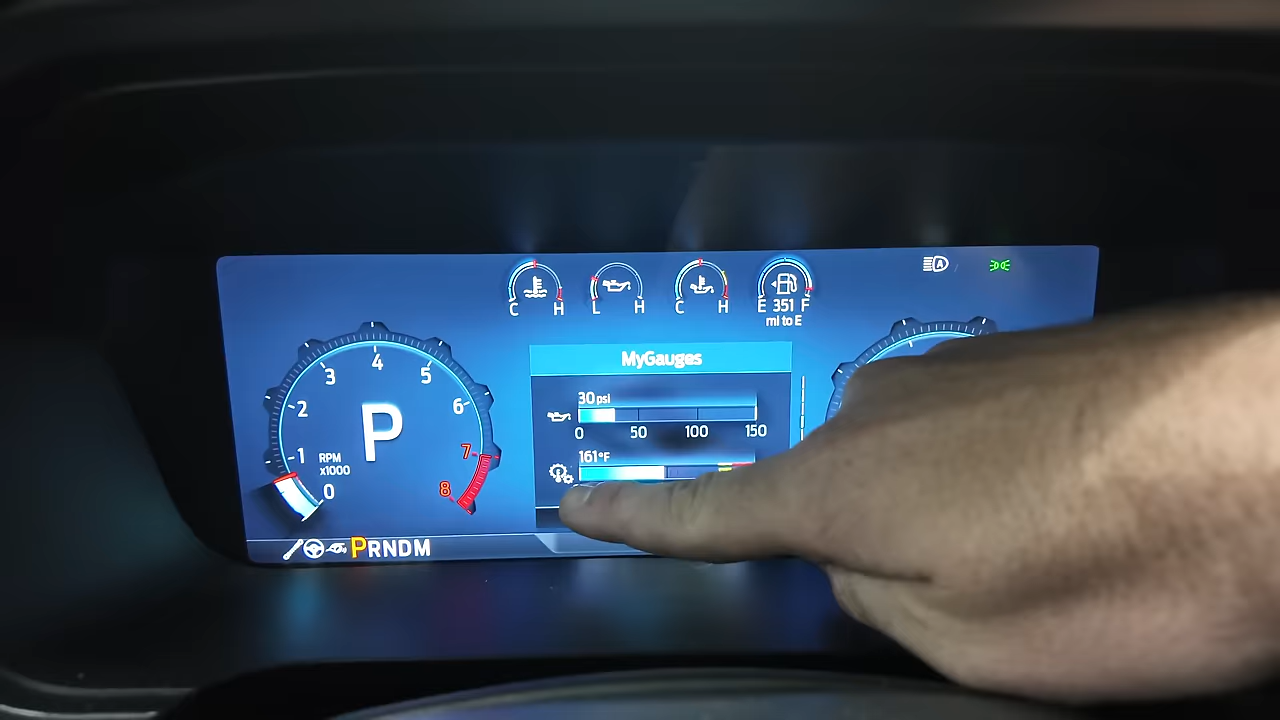 C H L H C H E 351 F
mi to E
MyGauges
30 psi
0 50 100 150
161°F
0 1 2 3 4 5 6 7 8
RPM
x1000
P
PRNDM
A